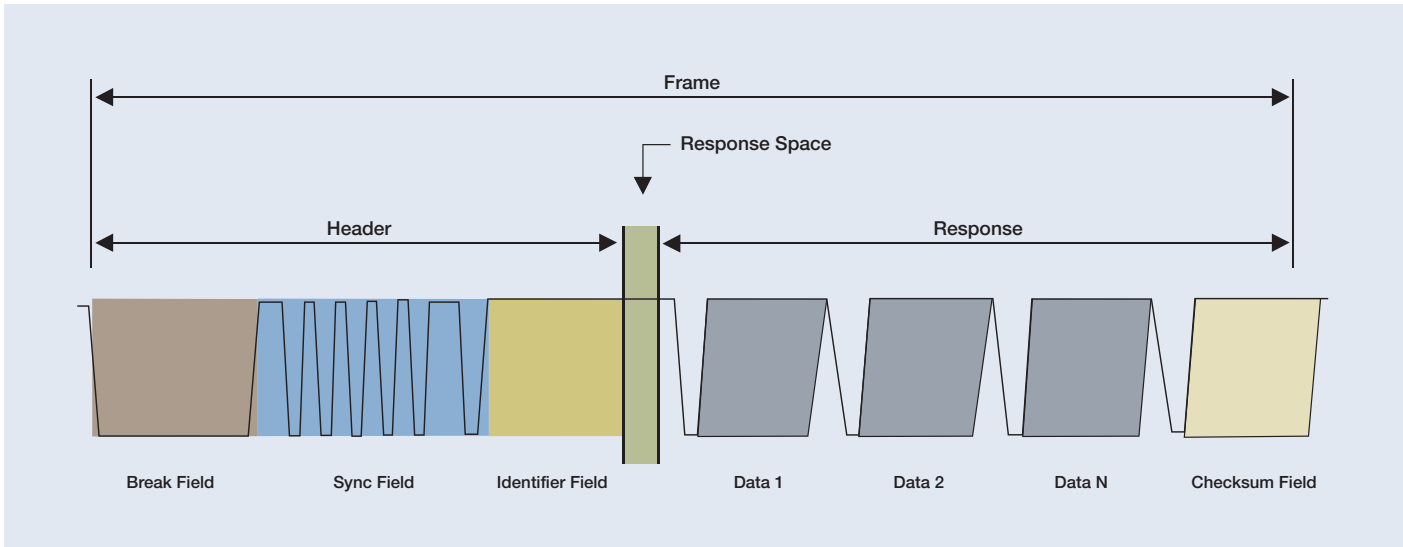 Frame
Response Space
Header
Response
Break Field
Sync Field
Identifier Field
Data 1
Data 2
Data N
Checksum Field